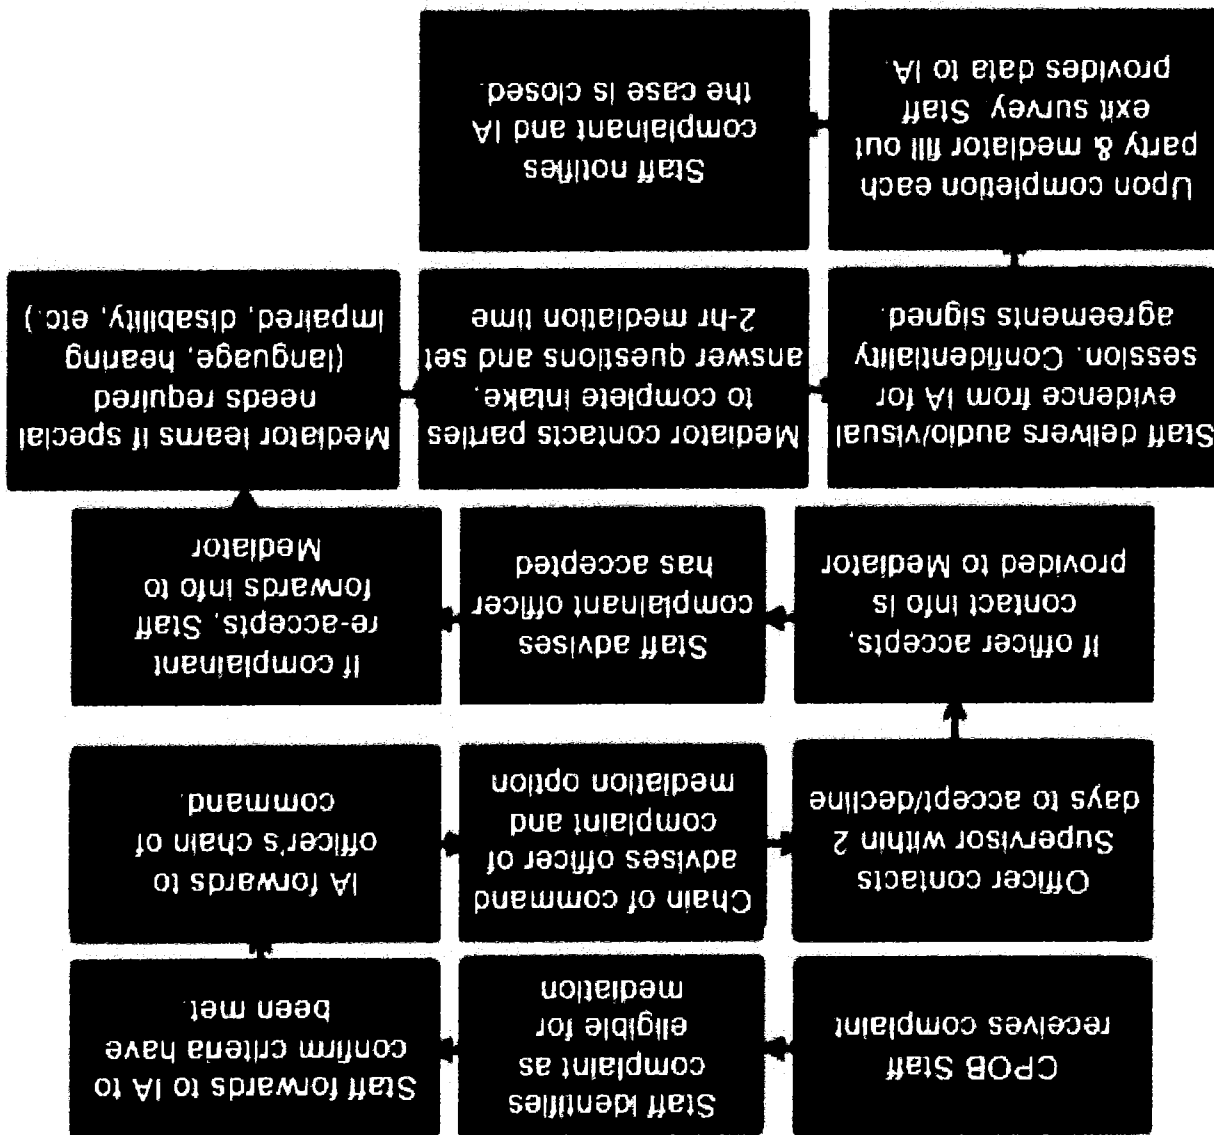 CPOB Staff
receives complaint
Staff identifies
complaint as
eligible for
mediation
Staff forwards to IA to
confirm criteria have
been met.
IA forwards to
officer's chain of
command.
Chain of command
advises officer of
complaint and
mediation option
Officer contacts
Supervisor within 2
days to accept/decline
If officer accepts,
contact info is
provided to Mediator
Staff advises
complainant officer
has accepted
If complainant
re-accepts, Staff
forwards info to
Mediator
Mediator learns if special
needs required
(language, hearing
impaired, disability, etc.)
Mediator contacts parties
to complete intake,
answer questions and set
2-hr mediation time
Staff delivers audio/visual
evidence from IA for
session. Confidentiality
agreements signed.
Upon completion each
party & mediator fill out
exit survey. Staff
provides data to IA.
Staff notifies
complainant and IA
the case is closed.